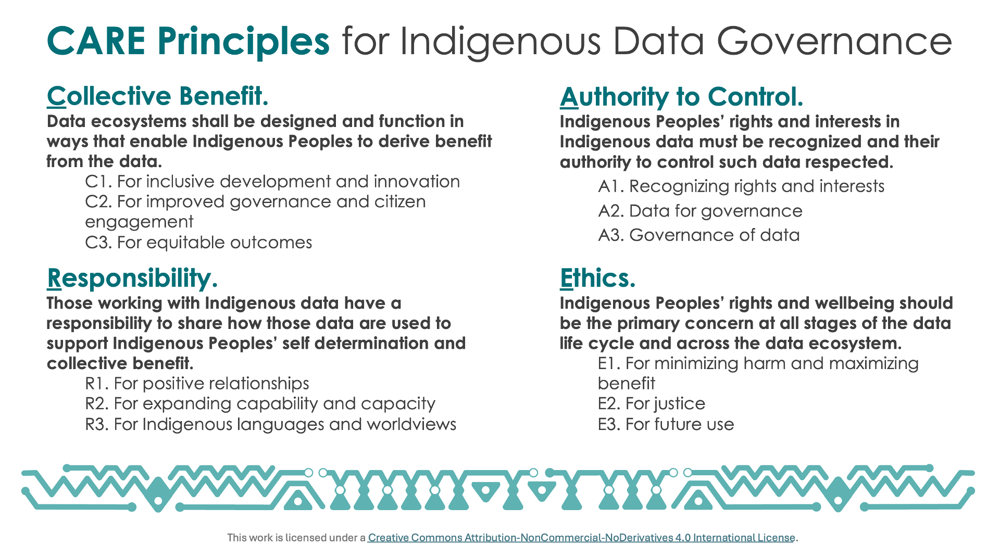 CARE Principles for Indigenous Data Governance
Collective Benefit.
Data ecosystems shall be designed and function in
ways that enable Indigenous Peoples to derive benefit
from the data.
C1. For inclusive development and innovation
C2. For improved governance and citizen
engagement
C3. For equitable outcomes
Authority to Control.
Indigenous Peoples’ rights and interests in
Indigenous data must be recognized and their
authority to control such data respected.
A1. Recognizing rights and interests
A2. Data for governance
A3. Governance of data
Responsibility.
Those working with Indigenous data have a
responsibility to share how those data are used to
support Indigenous Peoples’ self determination and
collective benefit.
R1. For positive relationships
R2. For expanding capability and capacity
R3. For Indigenous languages and worldviews
Ethics.
Indigenous Peoples’ rights and wellbeing should
be the primary concern at all stages of the data
life cycle and across the data ecosystem.
E1. For minimizing harm and maximizing
benefit
E2. For justice
E3. For future use
This work is licensed under a Creative Commons Attribution-NonCommercial-NoDerivatives 4.0 International License.